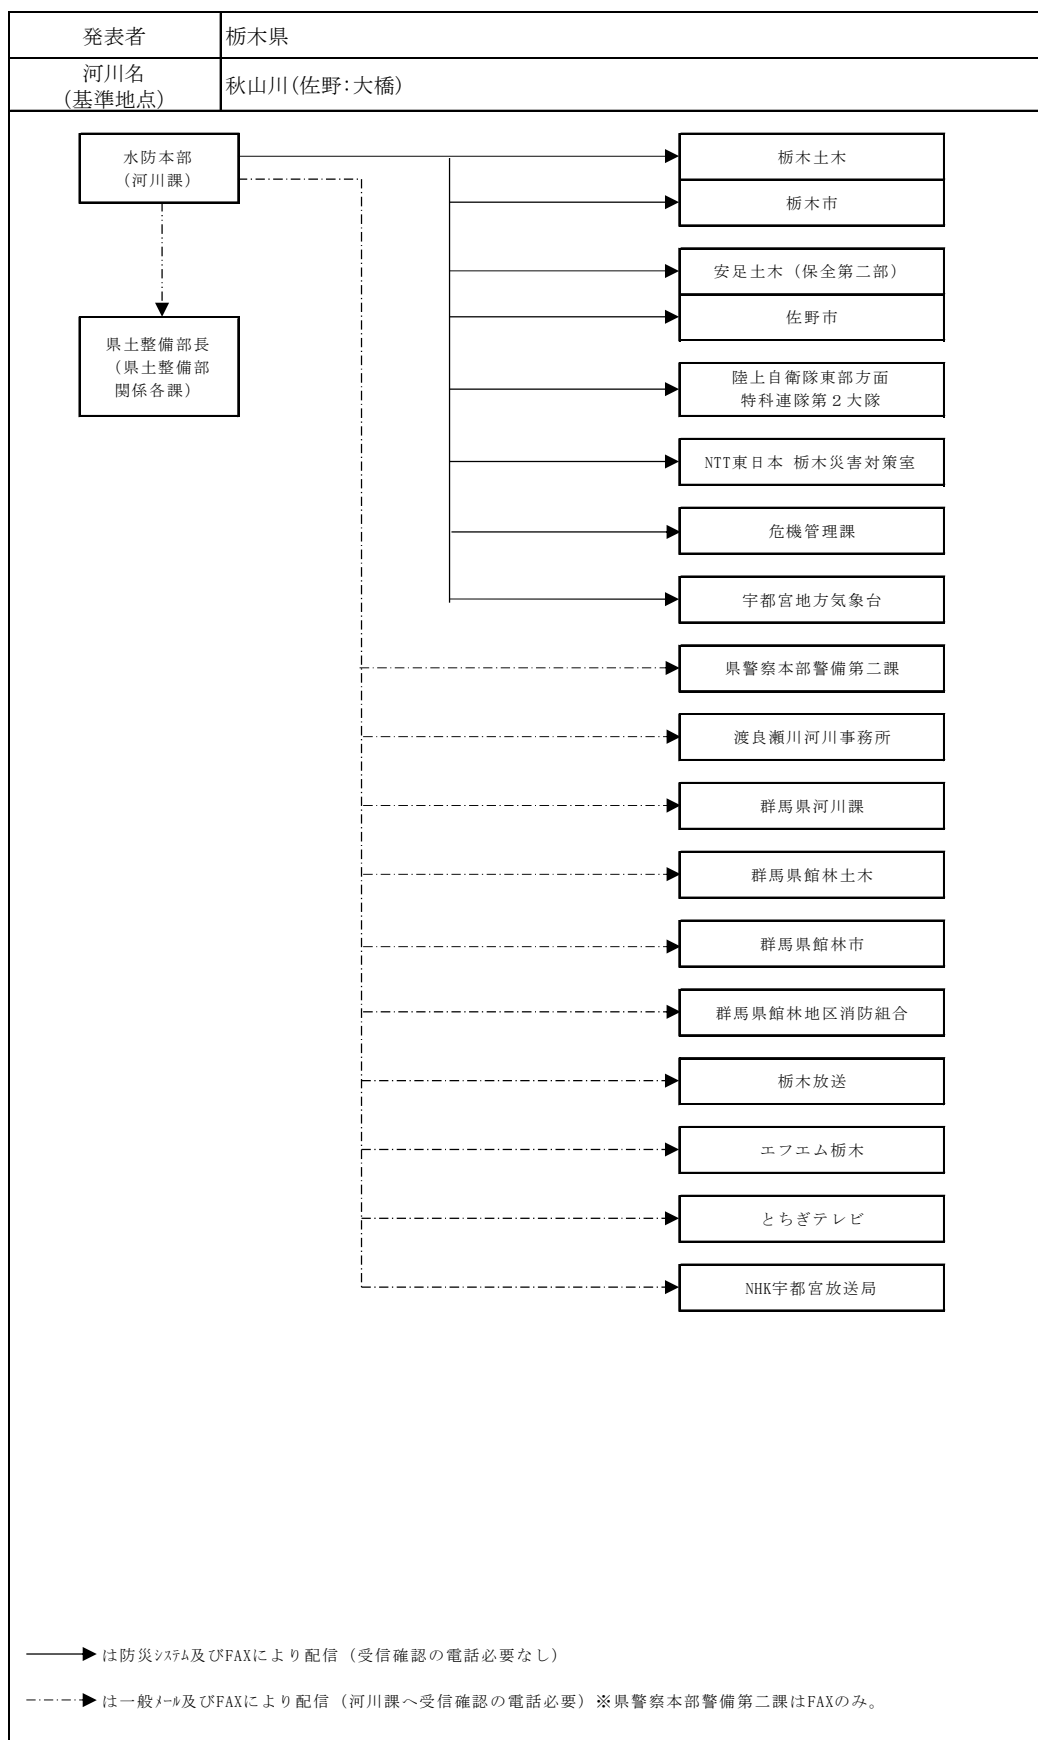 発表者
栃木県
河川名
(基準地点)
秋山川(佐野:大橋)
水防本部
(河川課)
県土整備部長
(県土整備部
関係各課)
栃木土木
栃木市
安足土木(保全第二部)
佐野市
陸上自衛隊東部方面
特科連隊第2大隊
NTT東日本 栃木災害対策室
危機管理課
宇都宮地方気象台
県警察本部警備第二課
渡良瀬川河川事務所
群馬県河川課
群馬県館林土木
群馬県館林市
群馬県館林地区消防組合
栃木放送
エフエム栃木
とちぎテレビ
NHK宇都宮放送局
は防災ｼｽﾃﾑ及びFAXにより配信(受信確認の電話必要なし)
は一般ﾒｰﾙ及びFAXにより配信(河川課へ受信確認の電話必要)※県警察本部警備第二課はFAXのみ。